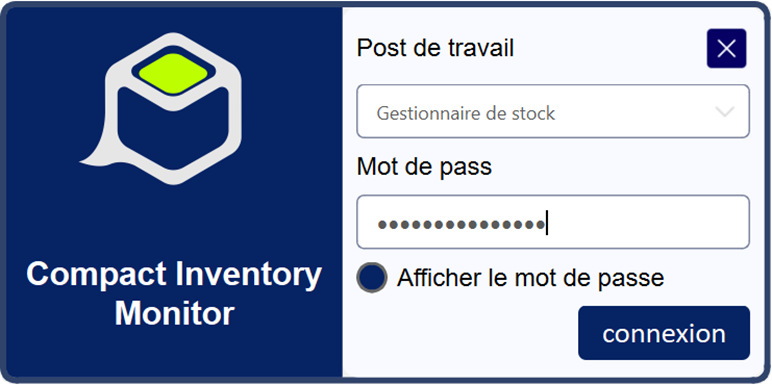 Post de travail
Gestionnaire de stock
Mot de pass
•••••••••••••••
Afficher le mot de passe
connexion
Compact Inventory
Monitor